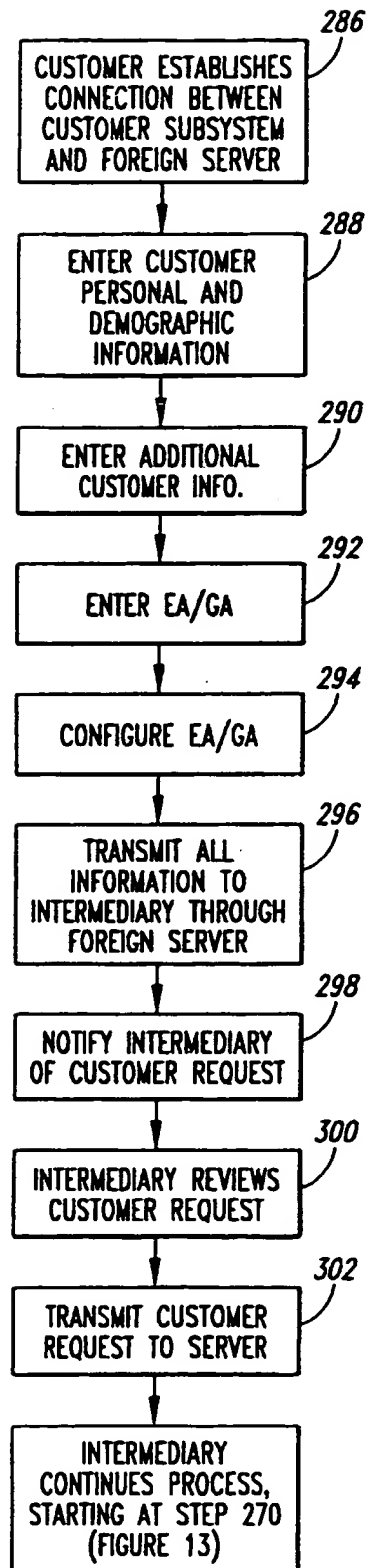 286
CUSTOMER ESTABLISHES
CONNECTION BETWEEN
CUSTOMER SUBSYSTEM
AND FOREIGN SERVER
288
ENTER CUSTOMER
PERSONAL AND
DEMOGRAPHIC
INFORMATION
290
ENTER ADDITIONAL
CUSTOMER INFO.
292
ENTER EA/GA
294
CONFIGURE EA/GA
296
TRANSMIT ALL
INFORMATION TO
INTERMEDIARY THROUGH
FOREIGN SERVER
298
NOTIFY INTERMEDIARY
OF CUSTOMER REQUEST
300
INTERMEDIARY REVIEWS
CUSTOMER REQUEST
302
TRANSMIT CUSTOMER
REQUEST TO SERVER
INTERMEDIARY
CONTINUES PROCESS,
STARTING AT STEP 270
(FIGURE 13)